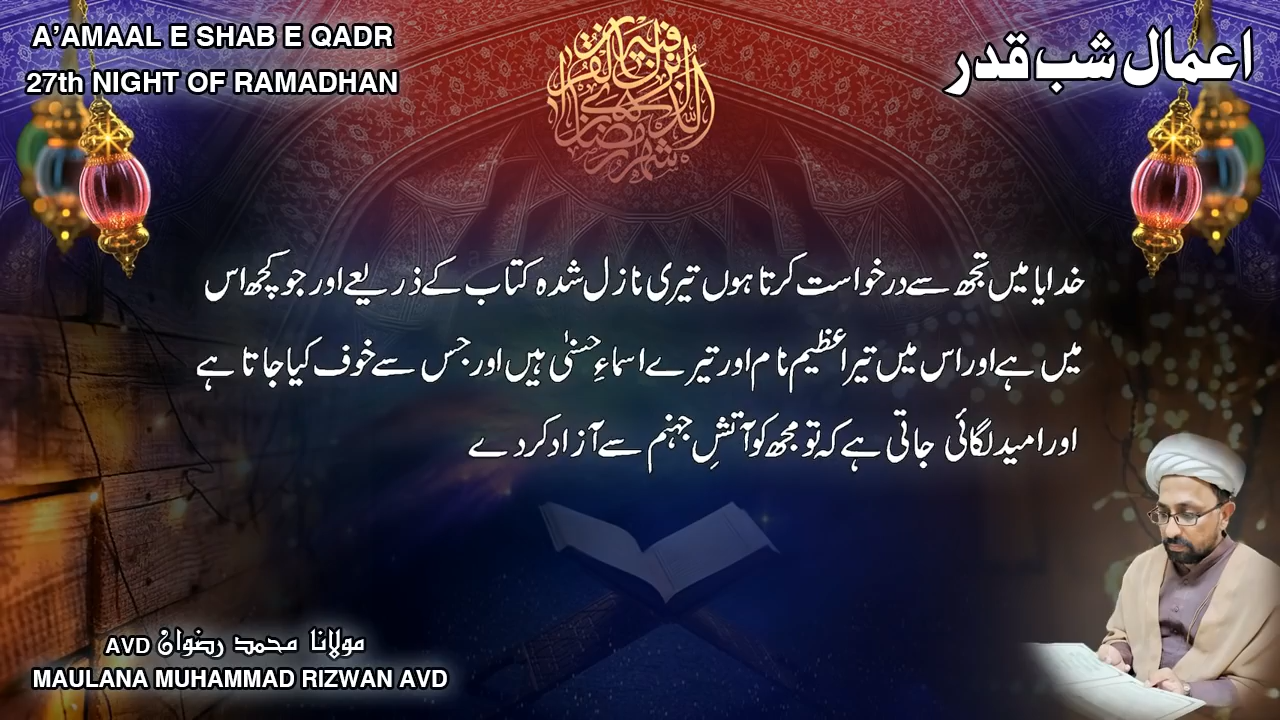 A'AMAAL E SHAB E QADR
27th NIGHT OF RAMADHAN
اعمال شب قدر
شهر رمضان الذی
خدایا میں تجھ سے درخواست کرتا ہوں تیری نازل شدہ کتاب کے ذریعے اور جو کچھ اس
میں ہے اور اس میں تیرا عظیم نام اور تیرے اسماءِ حسنیٰ ہیں اور جس سے خوف کیا جاتا ہے
اور امید لگائی جاتی ہے کہ تو مجھ کو آتشِ جہنم سے آزاد کر دے
مولانا محمد رضوان AVD
MAULANA MUHAMMAD RIZWAN AVD